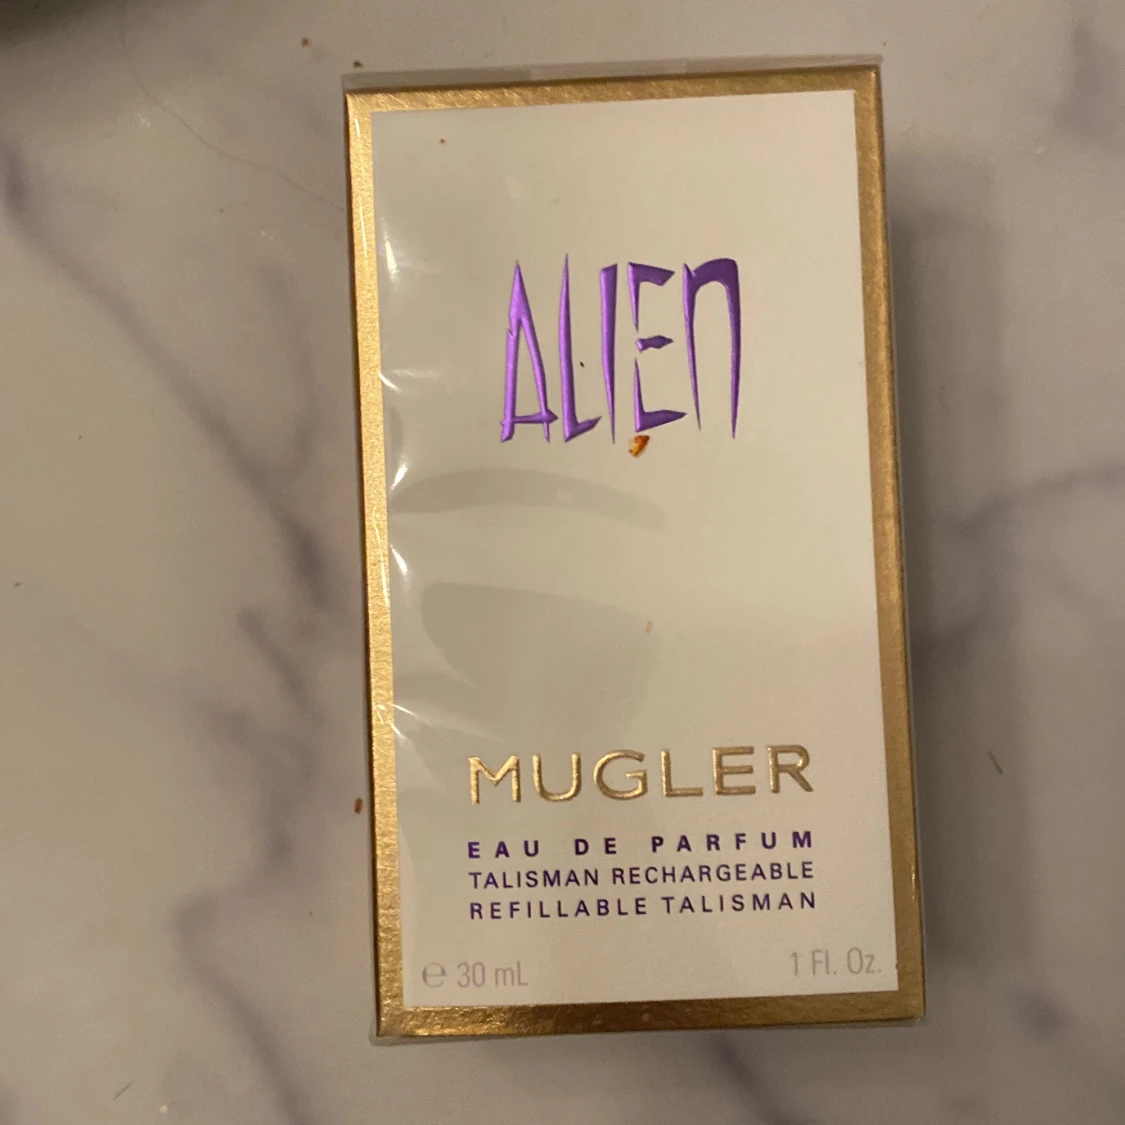 ALIEN
MUGLER
EAU DE PARFUM
TALISMAN RECHARGEABLE
REFILLABLE TALISMAN
℮ 30 mL 1 Fl. Oz.